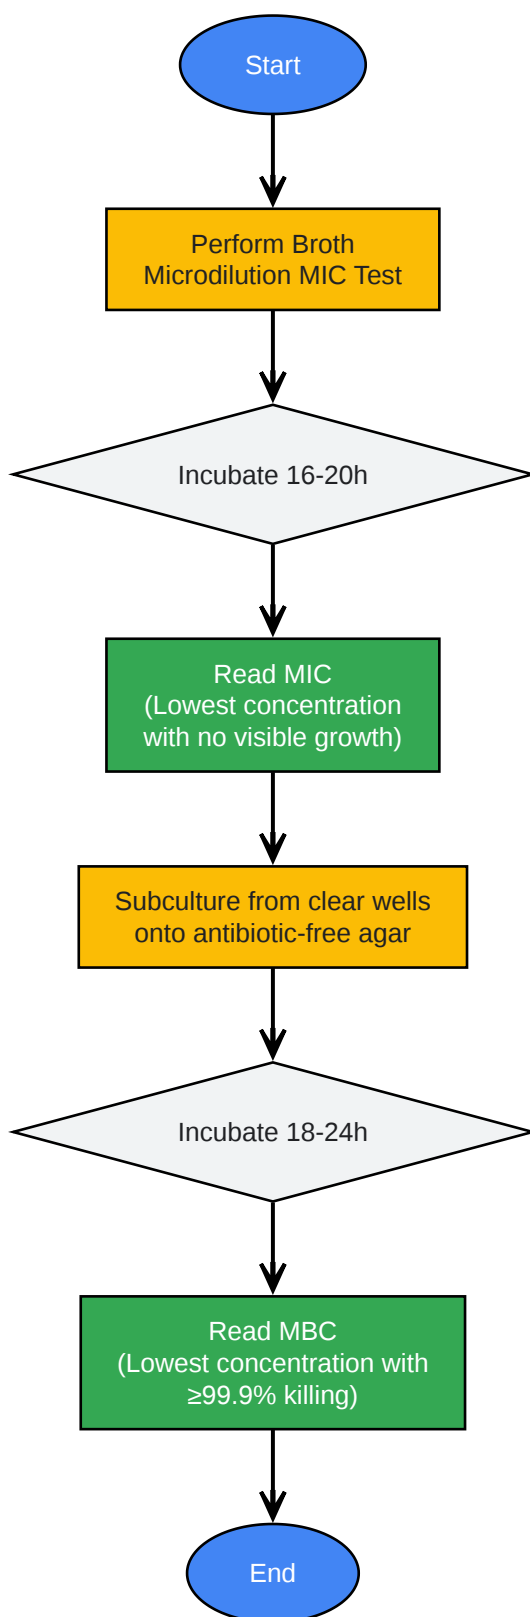 Start
Perform Broth
Microdilution MIC Test
Incubate 16-20h
Read MIC
(Lowest concentration
with no visible growth)
Subculture from clear wells
onto antibiotic-free agar
Incubate 18-24h
Read MBC
(Lowest concentration with
≥99.9% killing)
End